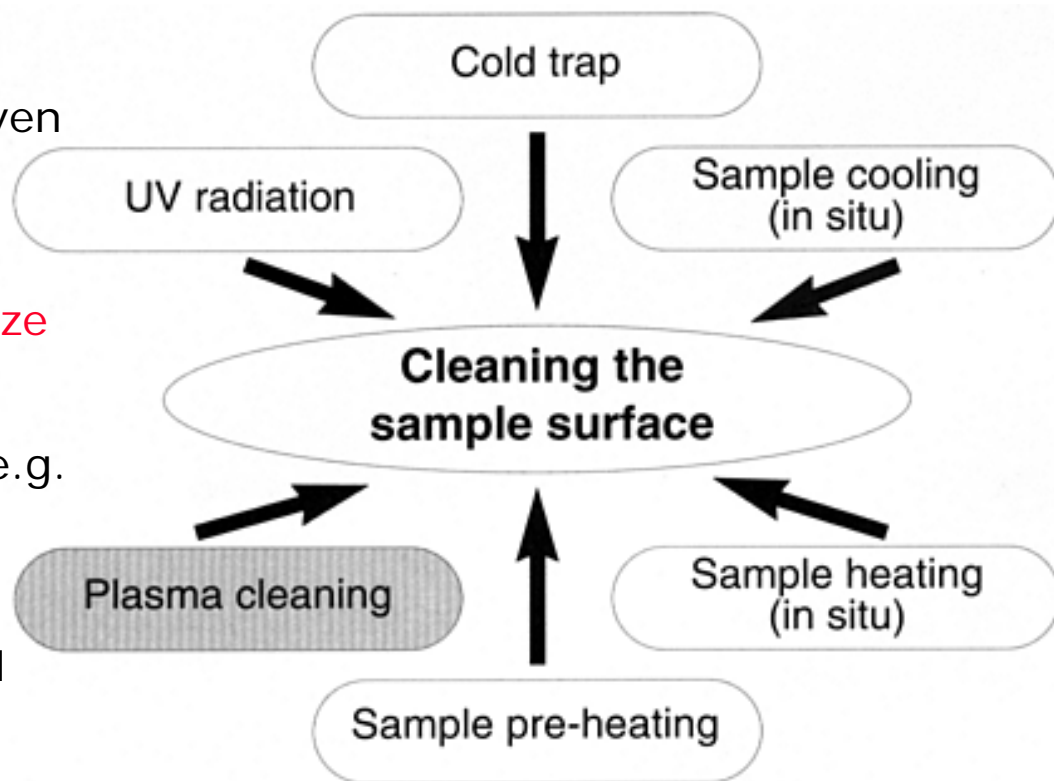 Cold trap
ven
UV radiation
Sample cooling
(in situ)
ze
Cleaning the
sample surface
e.g.
Plasma cleaning
Sample heating
(in situ)
Sample pre-heating